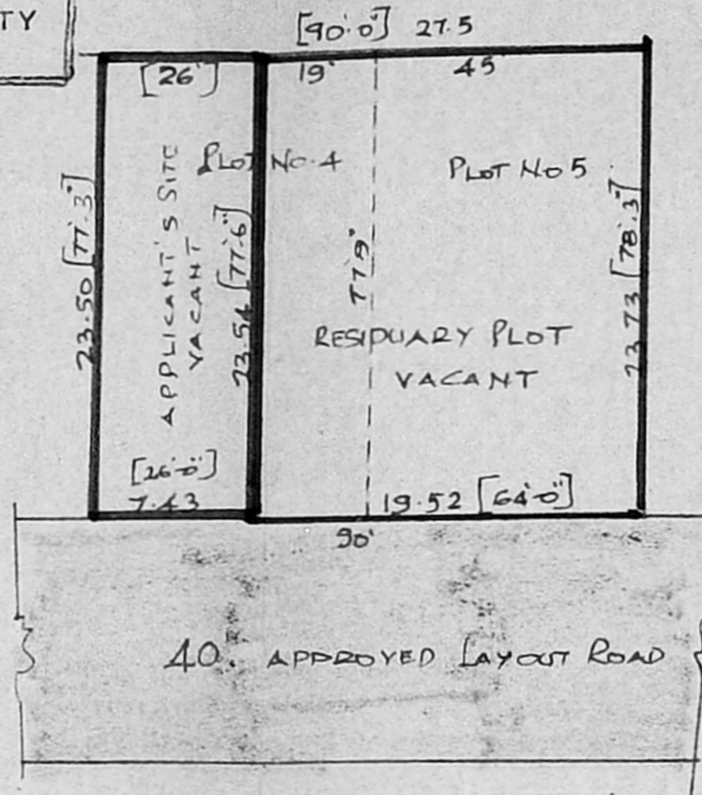 TY
[90'.0"] 27.5
[26']
19'
45'
PLOT No.4
PLOT No 5
APPLICANT'S SITE
VACANT
23.50 [77'.3"]
23.54 [77'.6"]
77'.9"
23.73 [78'.3"]
RESIDUARY PLOT
VACANT
[26'-0"]
7.43
19.52 [64'-0"]
90'
40'. APPROVED LAYOUT ROAD